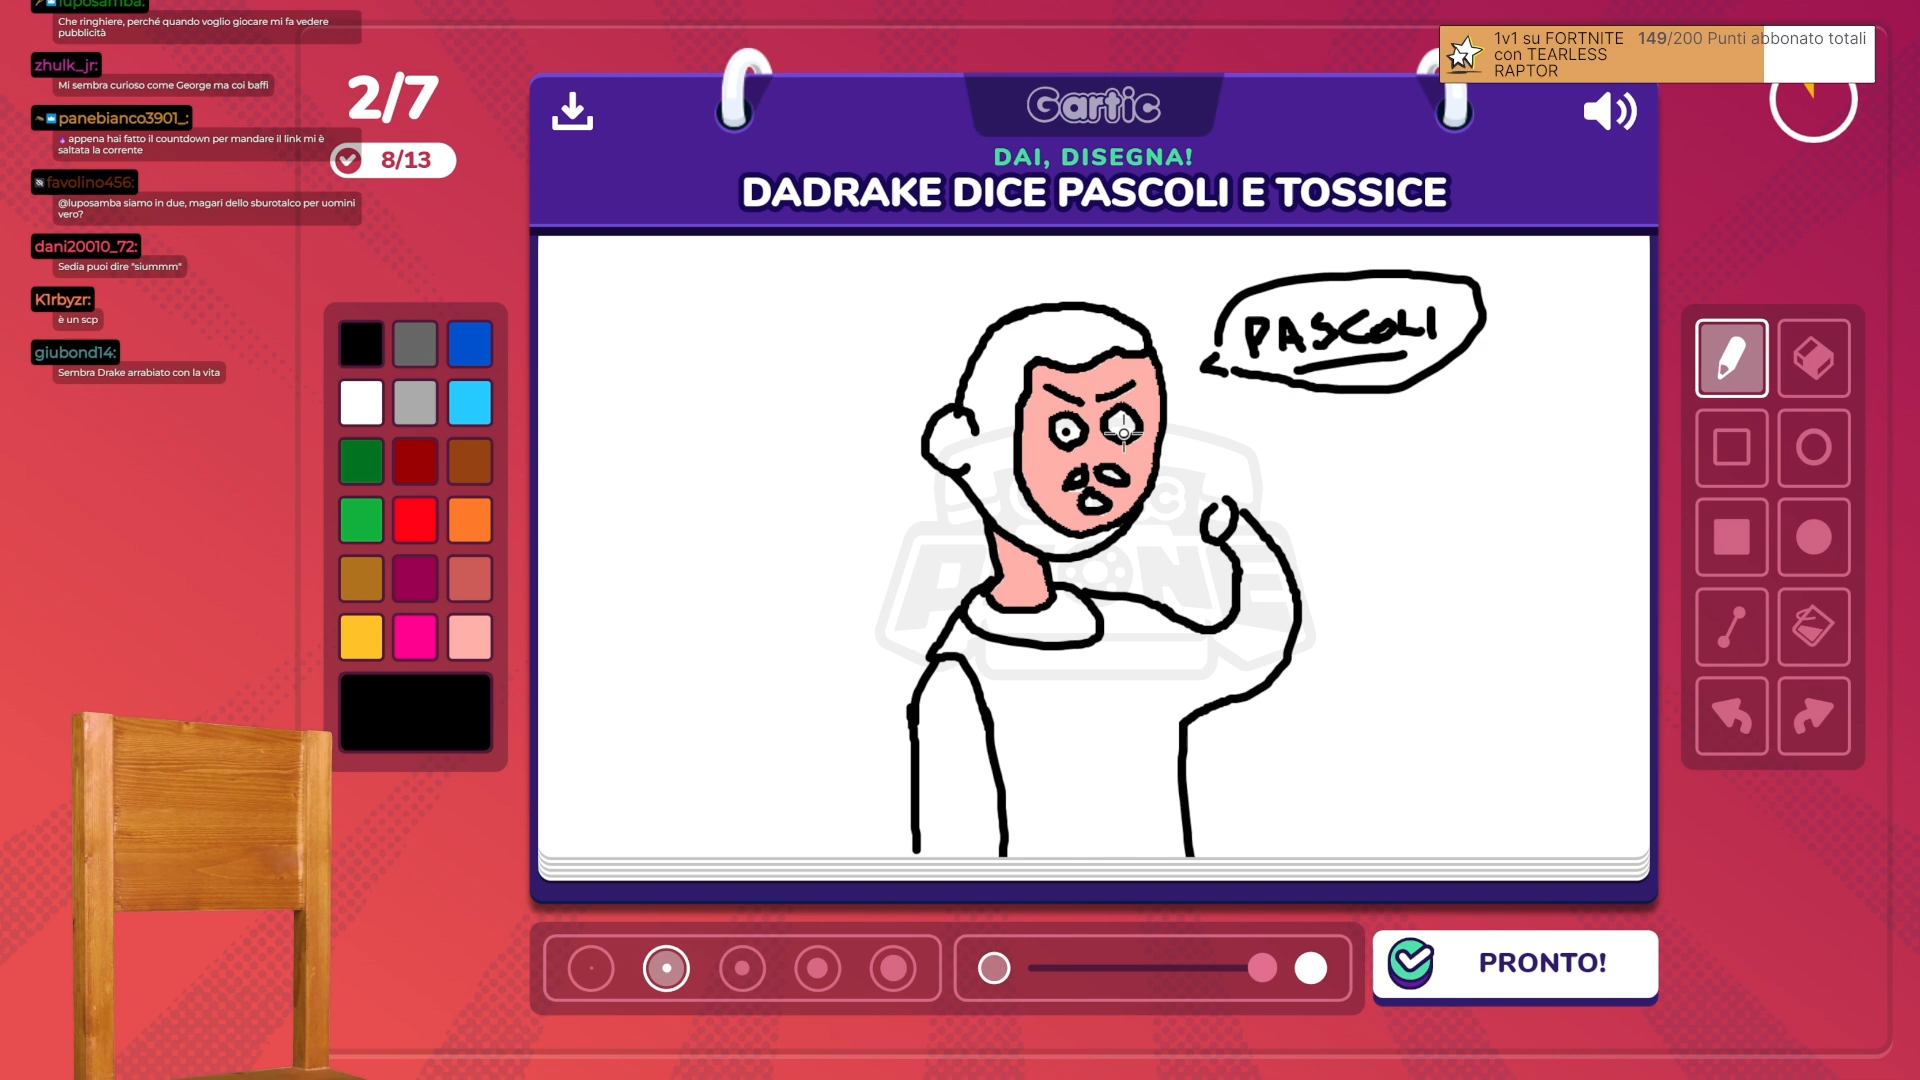 luposamba:
Che ringhiere, perché quando voglio giocare mi fa vedere
pubblicità
zhulk_jr:
Mi sembra curioso come George ma coi baffi
panebianco3901_:
appena hai fatto il countdown per mandare il link mi è
saltata la corrente
favolino456:
@luposamba siamo in due, magari dello sburotalco per uomini
vero?
dani20010_72:
Sedia puoi dire "siummm"
K1rbyzr:
è un scp
giubond14:
Sembra Drake arrabiato con la vita
2/7
8/13
Gartic
DAI, DISEGNA!
DADRAKE DICE PASCOLI E TOSSICE
1v1 su FORTNITE
con TEARLESS
RAPTOR
149/200 Punti abbonato totali
PASCOLI
PHONE
PRONTO!